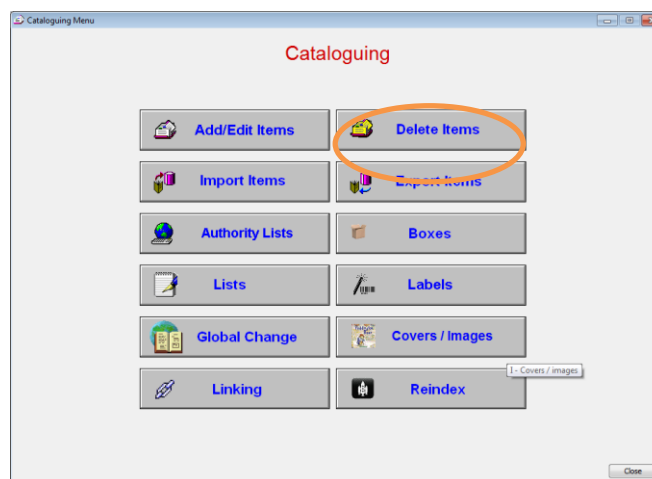 Cataloguing Menu
Cataloguing
Add/Edit Items
Delete Items
Import Items
Export Items
Authority Lists
Boxes
Lists
Labels
Global Change
Covers / Images
I - Covers / images
Linking
Reindex
Close